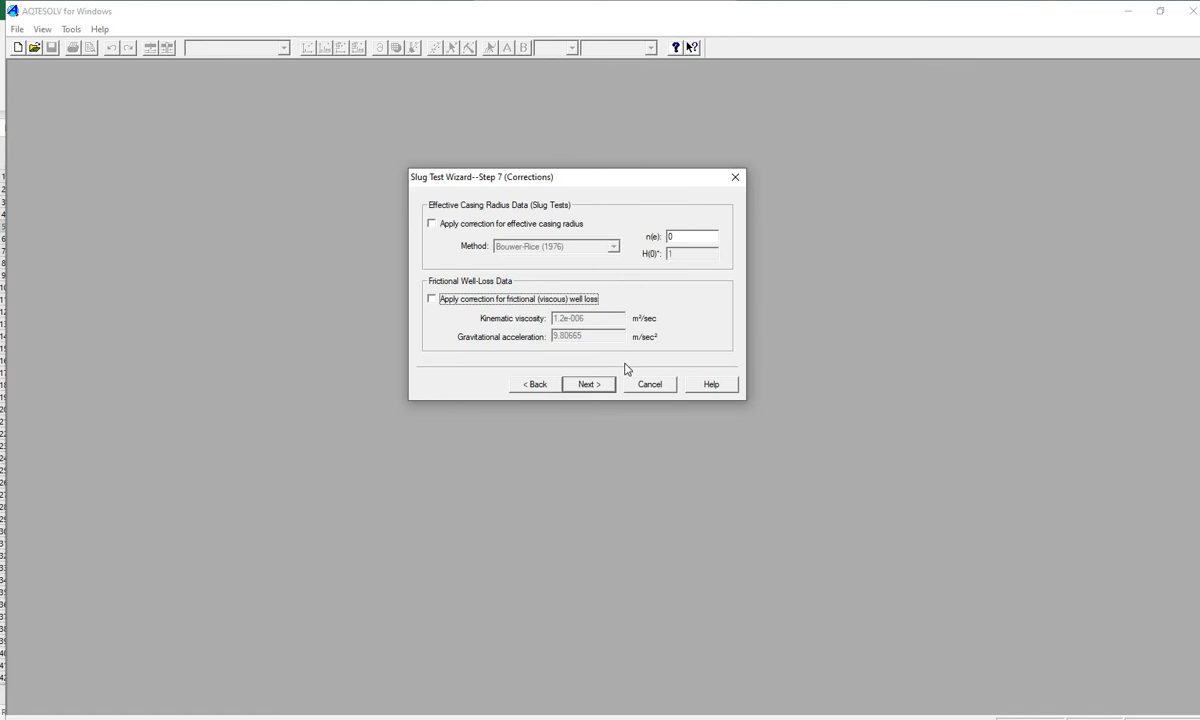 AQTESOLV for Windows
File View Tools Help
Slug Test Wizard--Step 7 (Corrections)
Effective Casing Radius Data (Slug Tests)
Apply correction for effective casing radius
n(e): 0
Method: Bouwer-Rice (1976)
H(0)*: 1
Frictional Well-Loss Data
Apply correction for frictional (viscous) well loss
Kinematic viscosity: 1.2e-006 m²/sec
Gravitational acceleration: 9.80665 m/sec²
< Back Next > Cancel Help